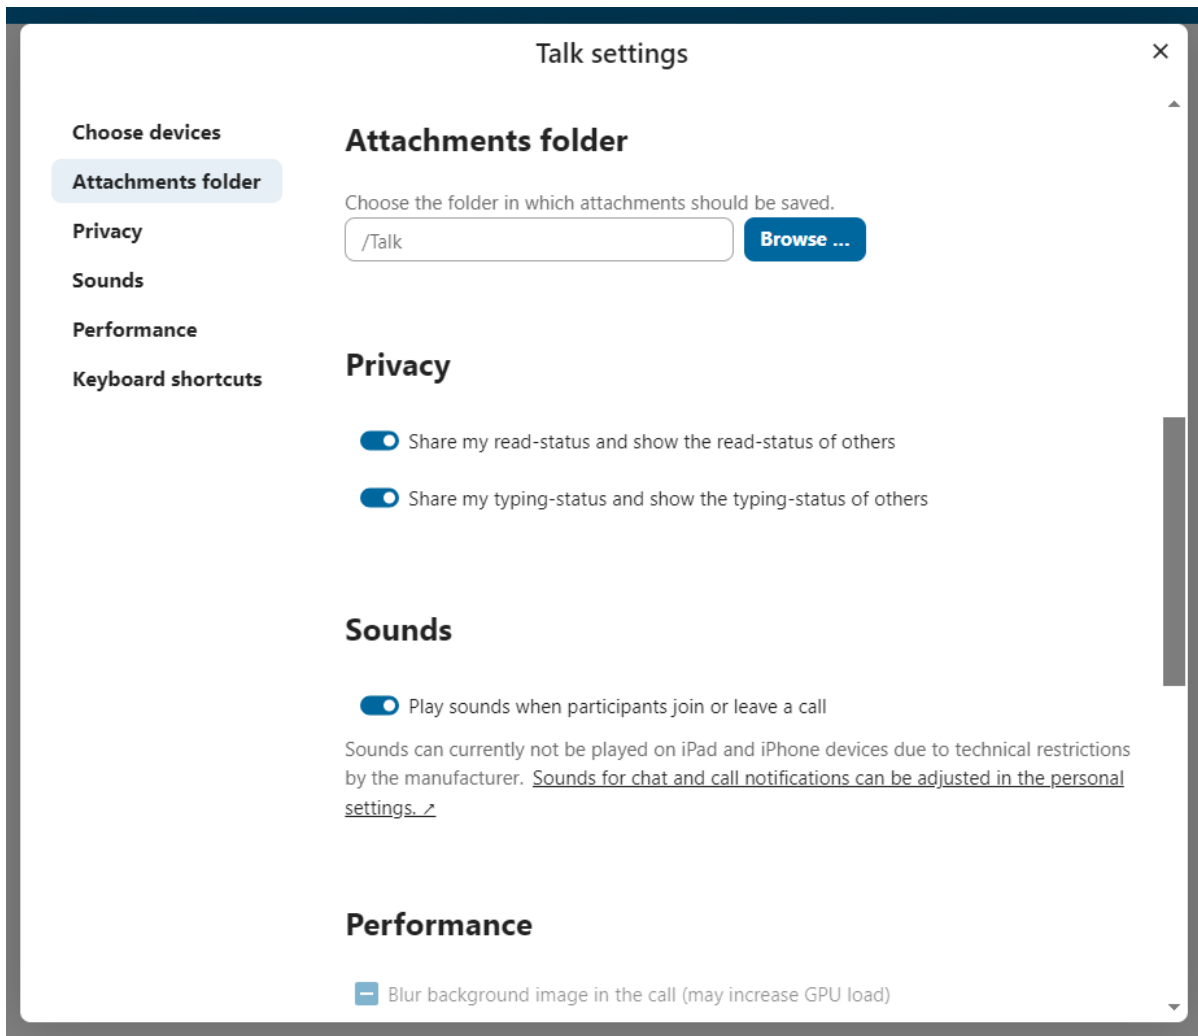 Talk settings
Choose devices
Attachments folder
Privacy
Sounds
Performance
Keyboard shortcuts
Attachments folder
Choose the folder in which attachments should be saved.
/Talk
Browse ...
Privacy
Share my read-status and show the read-status of others
Share my typing-status and show the typing-status of others
Sounds
Play sounds when participants join or leave a call
Sounds can currently not be played on iPad and iPhone devices due to technical restrictions
by the manufacturer. Sounds for chat and call notifications can be adjusted in the personal
settings. ↗
Performance
Blur background image in the call (may increase GPU load)